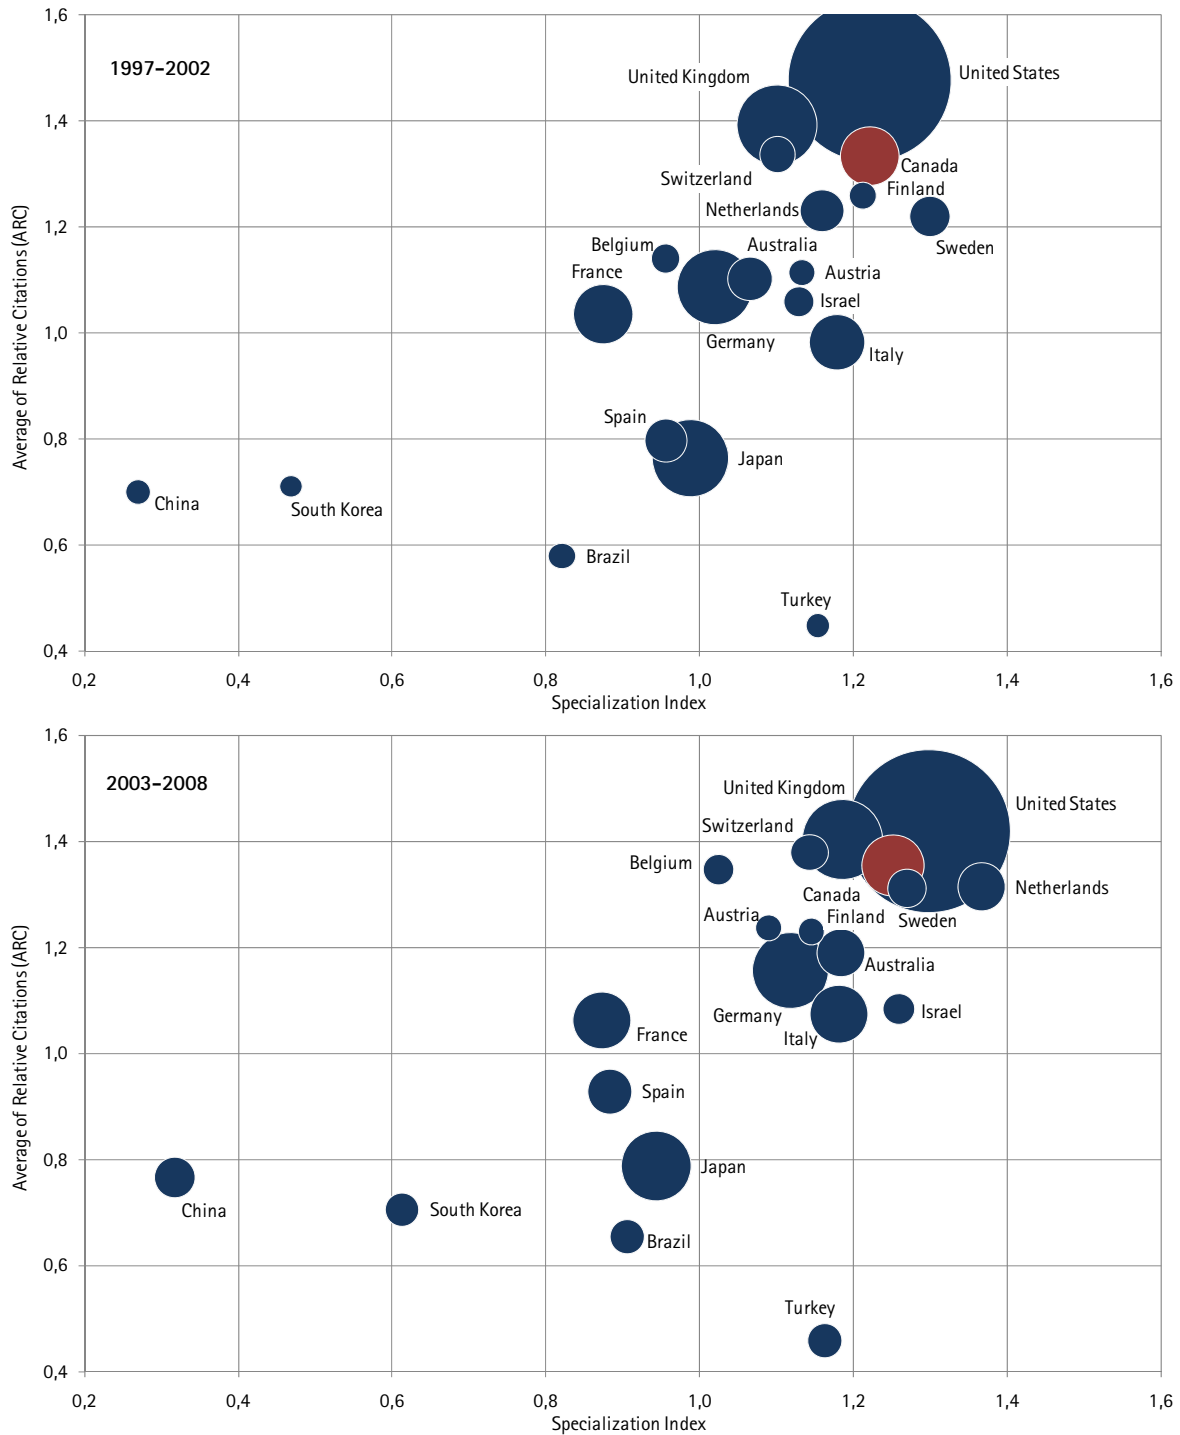 1,6
1997–2002
United Kingdom
United States
1,4
Canada
Switzerland
Finland
Netherlands
1,2
Sweden
Belgium
Australia
France
Austria
Israel
1,0
Germany
Italy
Average of Relative Citations (ARC)
Spain
0,8
Japan
China
South Korea
0,6
Brazil
Turkey
0,4
0,2 0,4 0,6 0,8 1,0 1,2 1,4 1,6
Specialization Index
1,6
2003–2008
United Kingdom
United States
Switzerland
1,4
Belgium
Netherlands
Canada
Austria
Finland
Sweden
1,2
Australia
Germany
Israel
France
Italy
1,0
Average of Relative Citations (ARC)
Spain
0,8
Japan
China
South Korea
Brazil
0,6
Turkey
0,4
0,2 0,4 0,6 0,8 1,0 1,2 1,4 1,6
Specialization Index